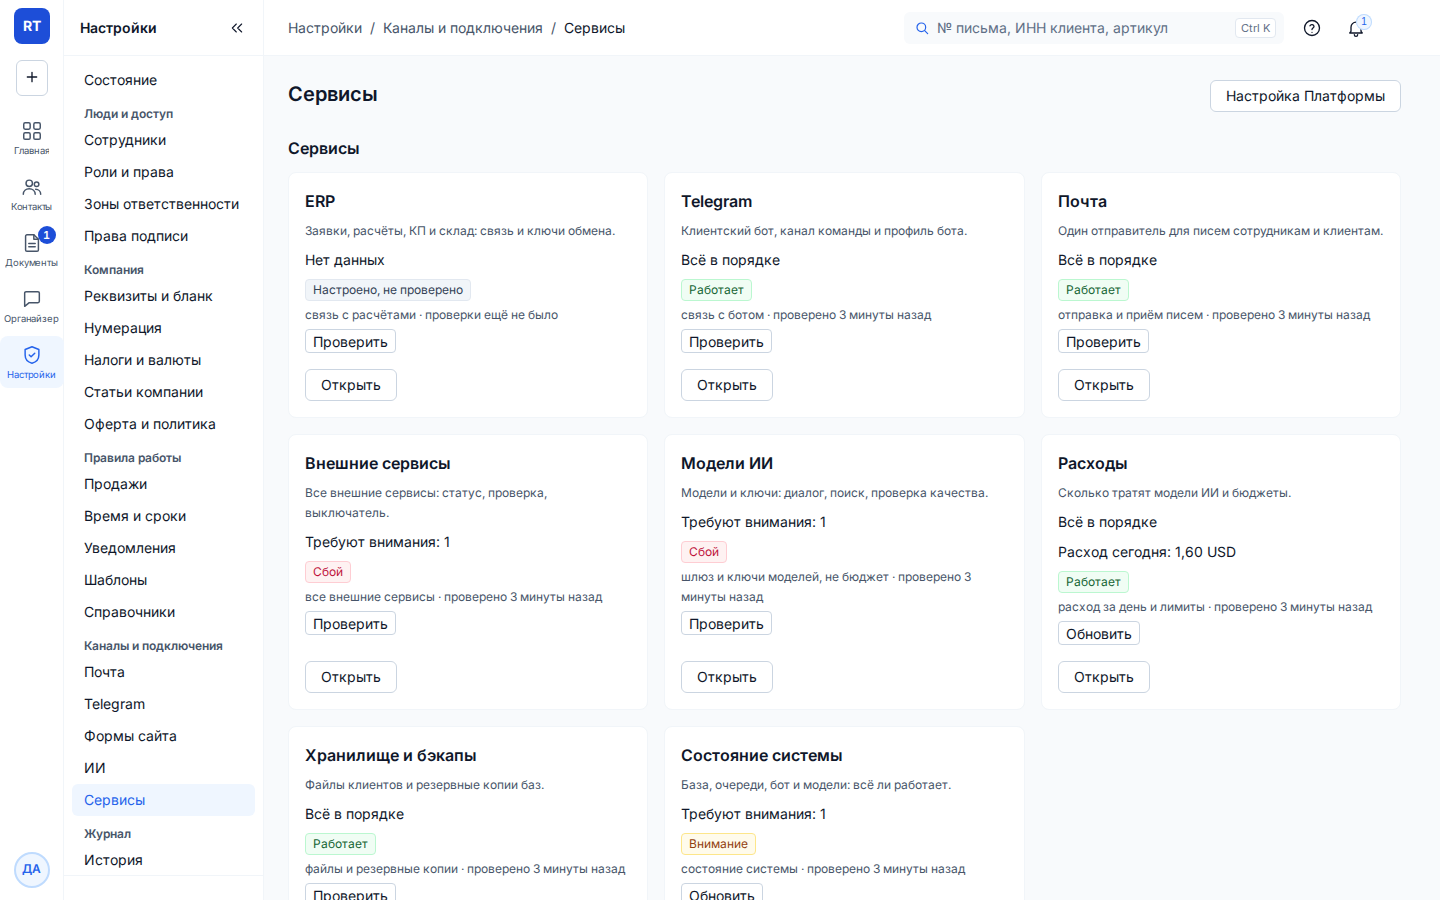 RT
Главная
Контакты
1
Документы
Органайзер
Настройки
ДА
Настройки
Состояние
Люди и доступ
Сотрудники
Роли и права
Зоны ответственности
Права подписи
Компания
Реквизиты и бланк
Нумерация
Налоги и валюты
Статьи компании
Оферта и политика
Правила работы
Продажи
Время и сроки
Уведомления
Шаблоны
Справочники
Каналы и подключения
Почта
Telegram
Формы сайта
ИИ
Сервисы
Журнал
История
Настройки / Каналы и подключения / Сервисы
№ письма, ИНН клиента, артикул
Ctrl K
1
Сервисы
Настройка Платформы
Сервисы
ERP
Заявки, расчёты, КП и склад: связь и ключи обмена.
Нет данных
Настроено, не проверено
связь с расчётами · проверки ещё не было
Проверить
Открыть
Telegram
Клиентский бот, канал команды и профиль бота.
Всё в порядке
Работает
связь с ботом · проверено 3 минуты назад
Проверить
Открыть
Почта
Один отправитель для писем сотрудникам и клиентам.
Всё в порядке
Работает
отправка и приём писем · проверено 3 минуты назад
Проверить
Открыть
Внешние сервисы
Все внешние сервисы: статус, проверка,
выключатель.
Требуют внимания: 1
Сбой
все внешние сервисы · проверено 3 минуты назад
Проверить
Открыть
Модели ИИ
Модели и ключи: диалог, поиск, проверка качества.
Требуют внимания: 1
Сбой
шлюз и ключи моделей, не бюджет · проверено 3
минуты назад
Проверить
Открыть
Расходы
Сколько тратят модели ИИ и бюджеты.
Всё в порядке
Расход сегодня: 1,60 USD
Работает
расход за день и лимиты · проверено 3 минуты назад
Обновить
Открыть
Хранилище и бэкапы
Файлы клиентов и резервные копии баз.
Всё в порядке
Работает
файлы и резервные копии · проверено 3 минуты назад
Проверить
Состояние системы
База, очереди, бот и модели: всё ли работает.
Требуют внимания: 1
Внимание
состояние системы · проверено 3 минуты назад
Обновить